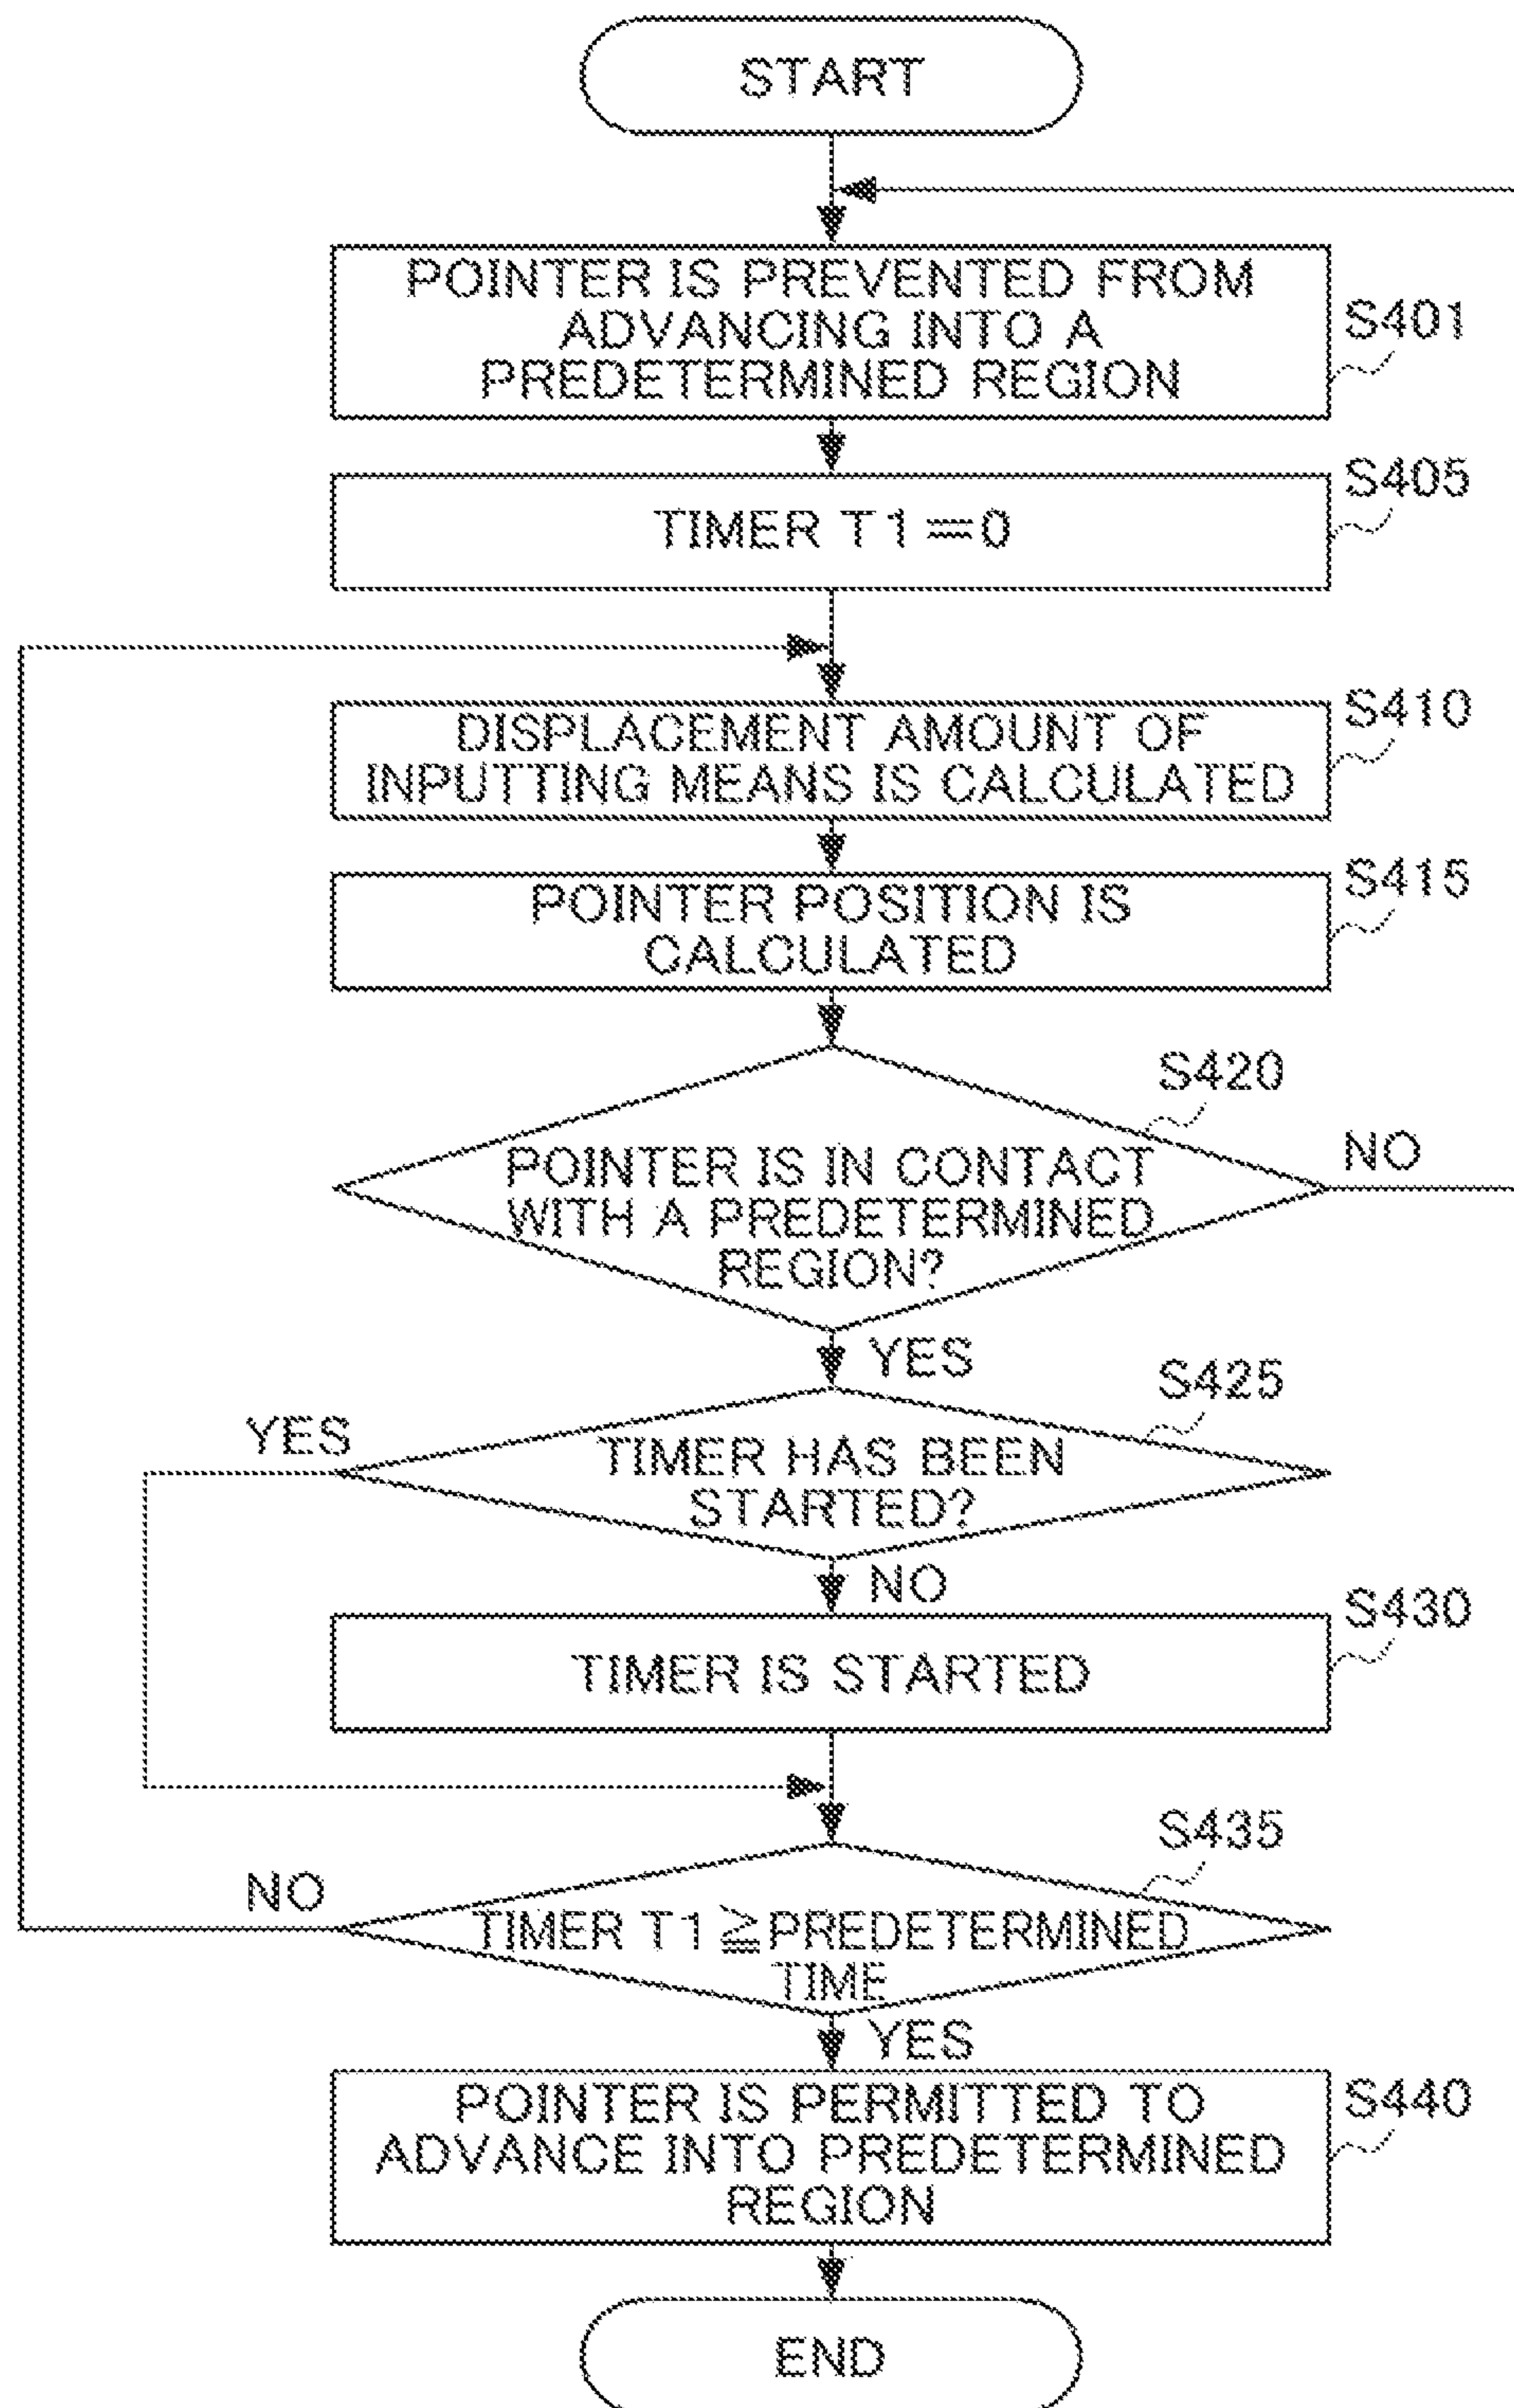 START
POINTER IS PREVENTED FROM
ADVANCING INTO A
PREDETERMINED REGION
S401
TIMER T1=0
S405
DISPLACEMENT AMOUNT OF
INPUTTING MEANS IS CALCULATED
S410
POINTER POSITION IS
CALCULATED
S415
S420
POINTER IS IN CONTACT
WITH A PREDETERMINED
REGION?
NO
YES
S425
TIMER HAS BEEN
STARTED?
YES
NO
TIMER IS STARTED
S430
S435
TIMER T1≧PREDETERMINED
TIME
NO
YES
POINTER IS PERMITTED TO
ADVANCE INTO PREDETERMINED
REGION
S440
END